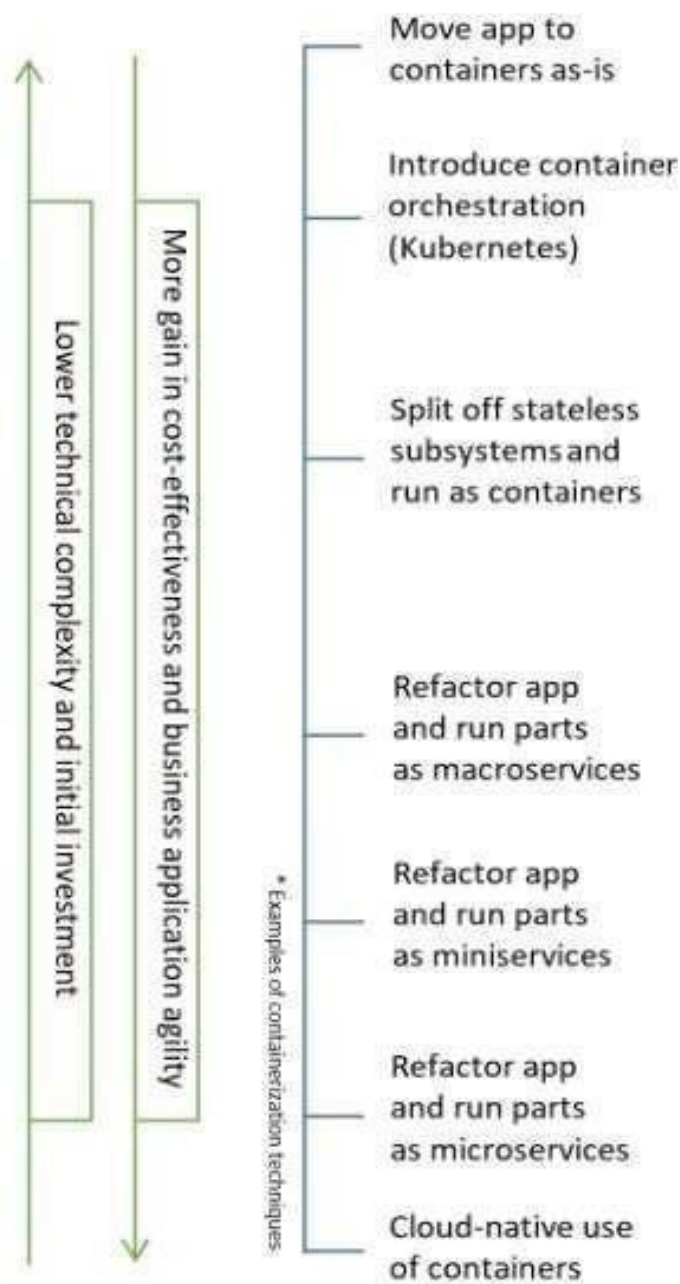 Move app to
containers as-is
Introduce container
orchestration
(Kubernetes)
Split off stateless
subsystems and
run as containers
Refactor app
and run parts
as macroservices
Refactor app
and run parts
as miniservices
Refactor app
and run parts
as microservices
Cloud-native use
of containers
* Examples of containerization techniques
More gain in cost-effectiveness and business application agility
Lower technical complexity and initial investment